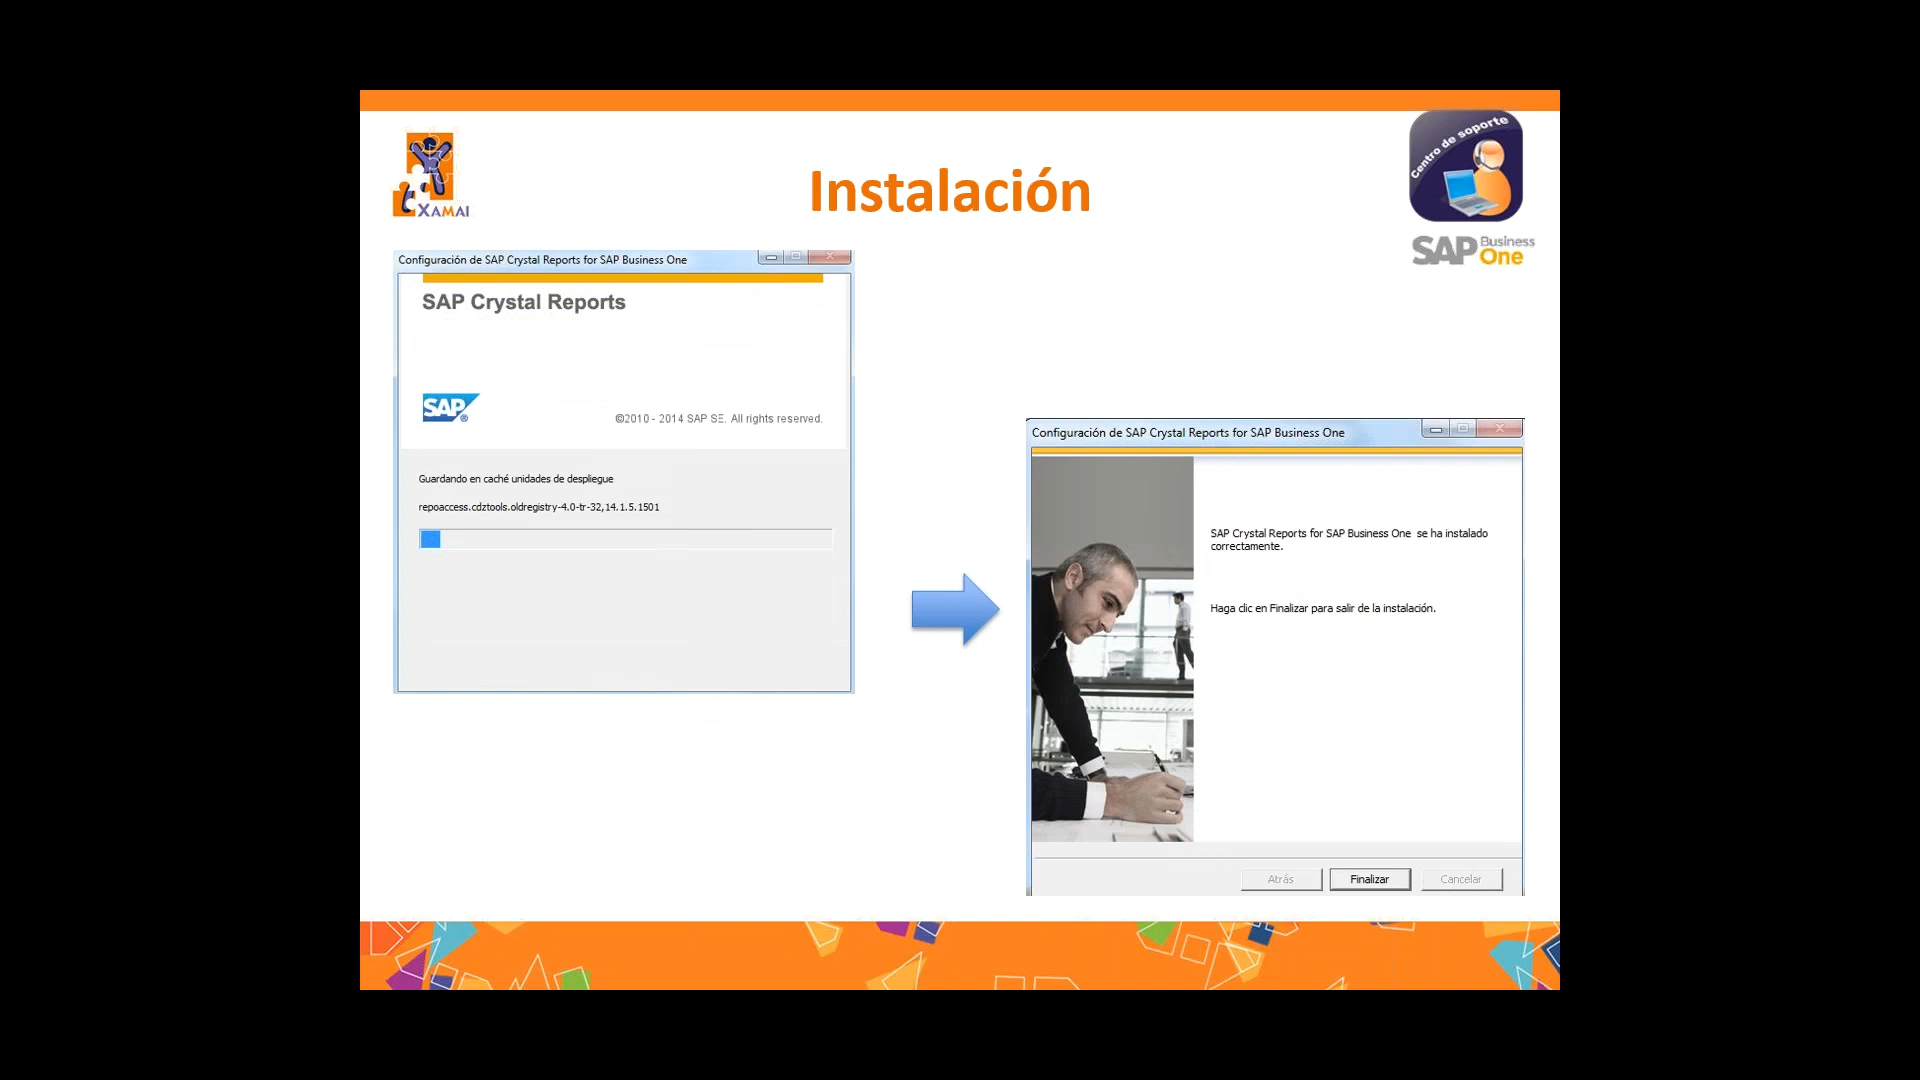 XAMAI
Instalación
Centro de soporte
SAP Business One
Configuración de SAP Crystal Reports for SAP Business One
SAP Crystal Reports
SAP®
©2010 - 2014 SAP SE. All rights reserved.
Guardando en caché unidades de despliegue
repoaccess.cdztools.oldregistry-4.0-tr-32,14.1.5.1501
Configuración de SAP Crystal Reports for SAP Business One
SAP Crystal Reports for SAP Business One se ha instalado
correctamente.
Haga clic en Finalizar para salir de la instalación.
Atrás Finalizar Cancelar